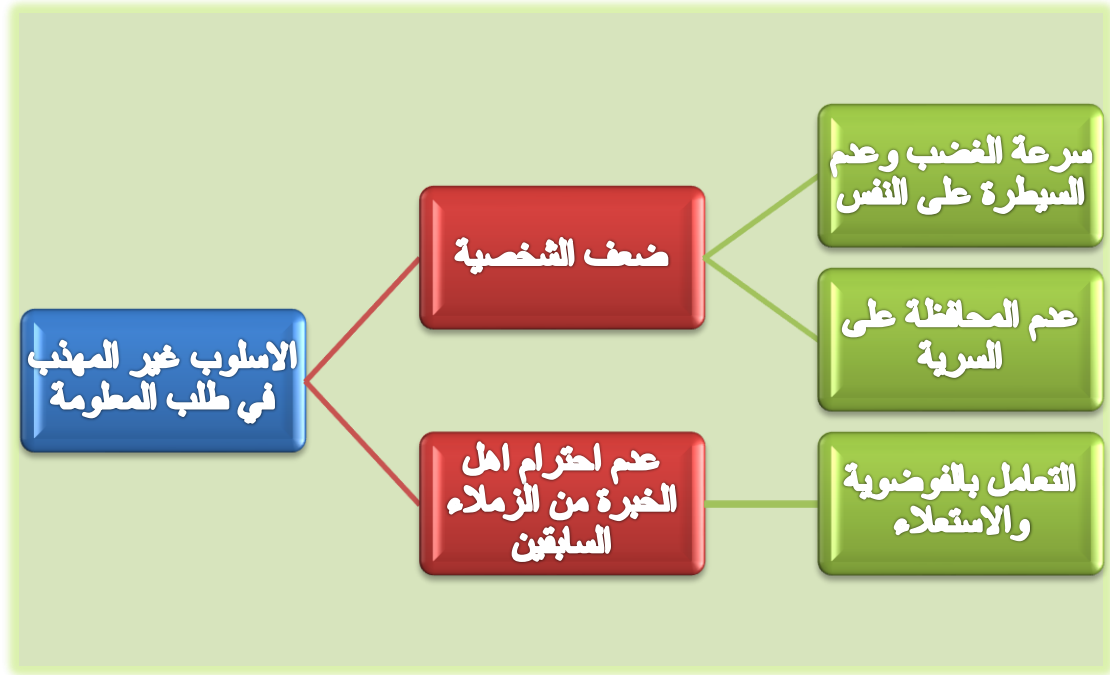 سرعة الغضب وعدم
السيطرة على النفس
ضعف الشخصية
عدم المحافظة على
السرية
الاسلوب غير المهذب
في طلب المعلومة
عدم احترام اهل
الخبرة من الزملاء
السابقين
التعامل بالفوضوية
والاستعلاء